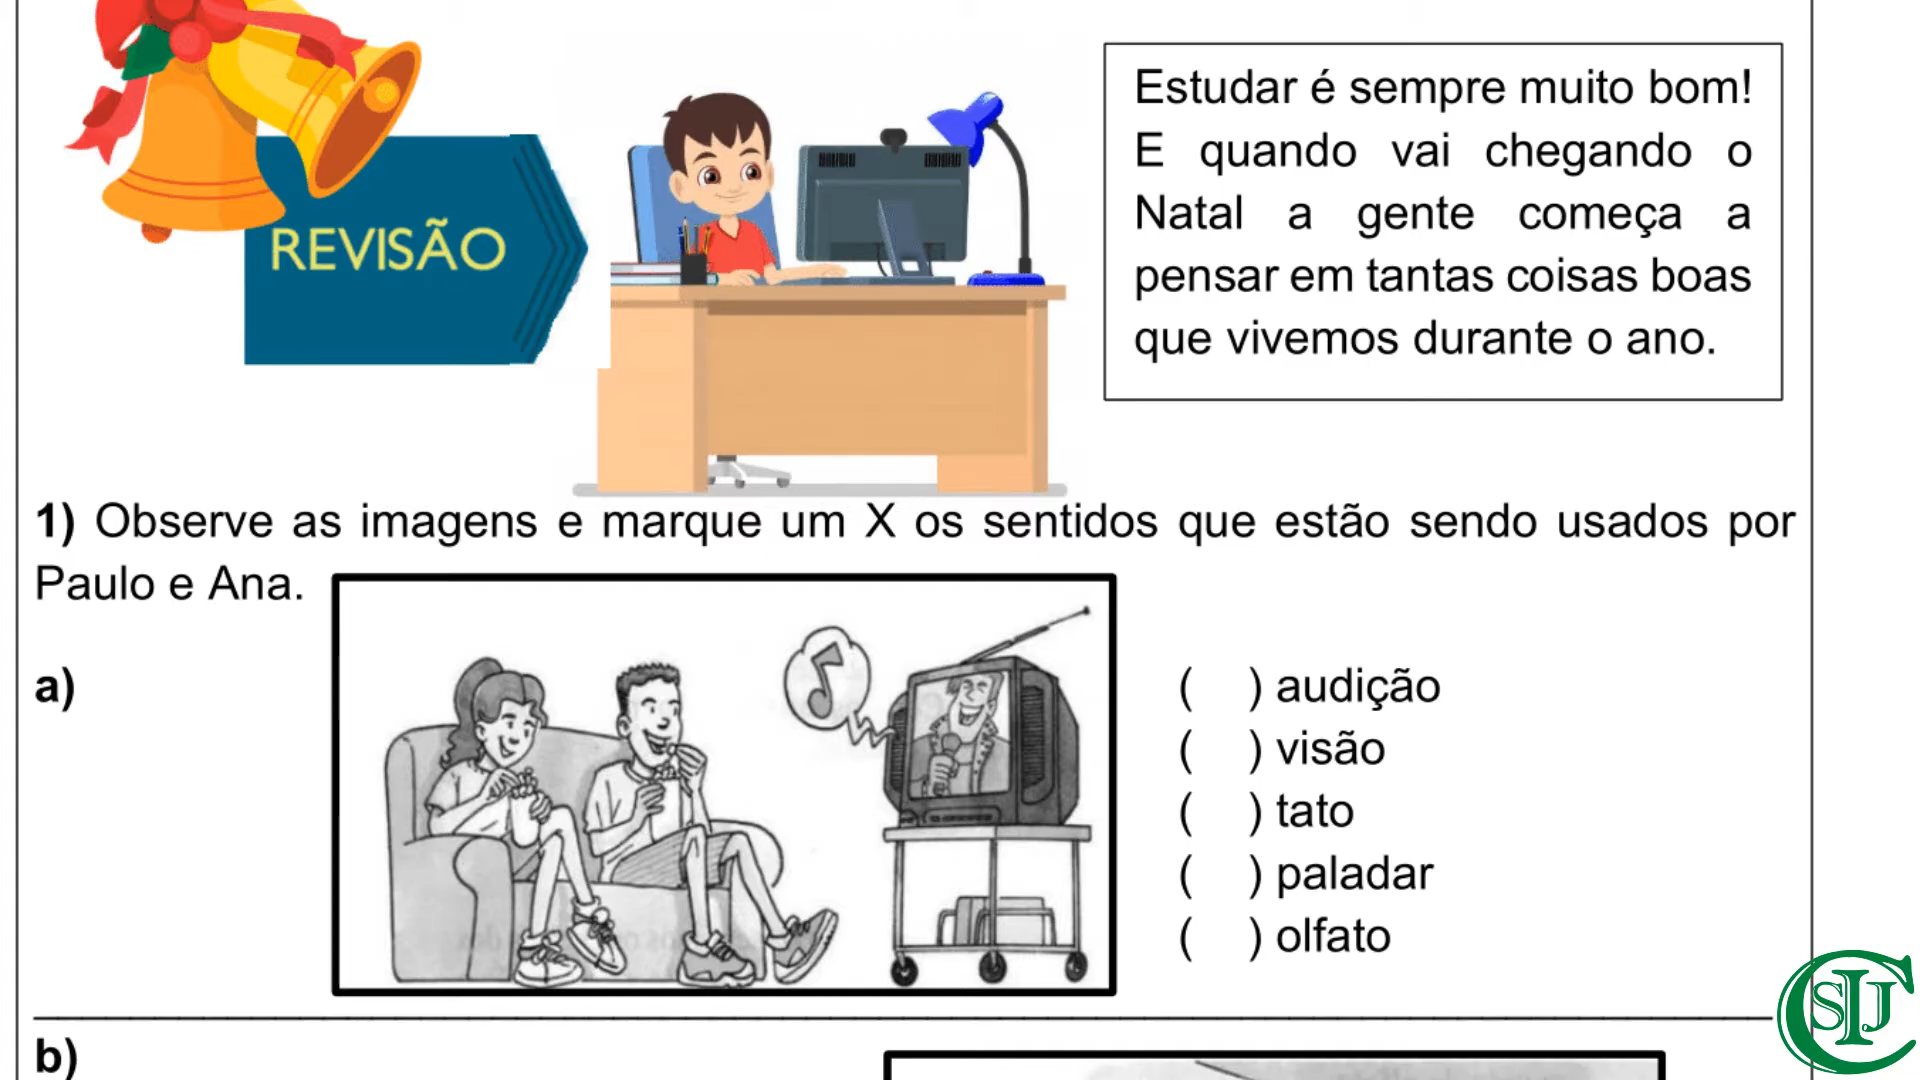 REVISÃO
Estudar é sempre muito bom!
E quando vai chegando o
Natal a gente começa a
pensar em tantas coisas boas
que vivemos durante o ano.
1) Observe as imagens e marque um X os sentidos que estão sendo usados por
Paulo e Ana.
a)
( ) audição
( ) visão
( ) tato
( ) paladar
( ) olfato
b)